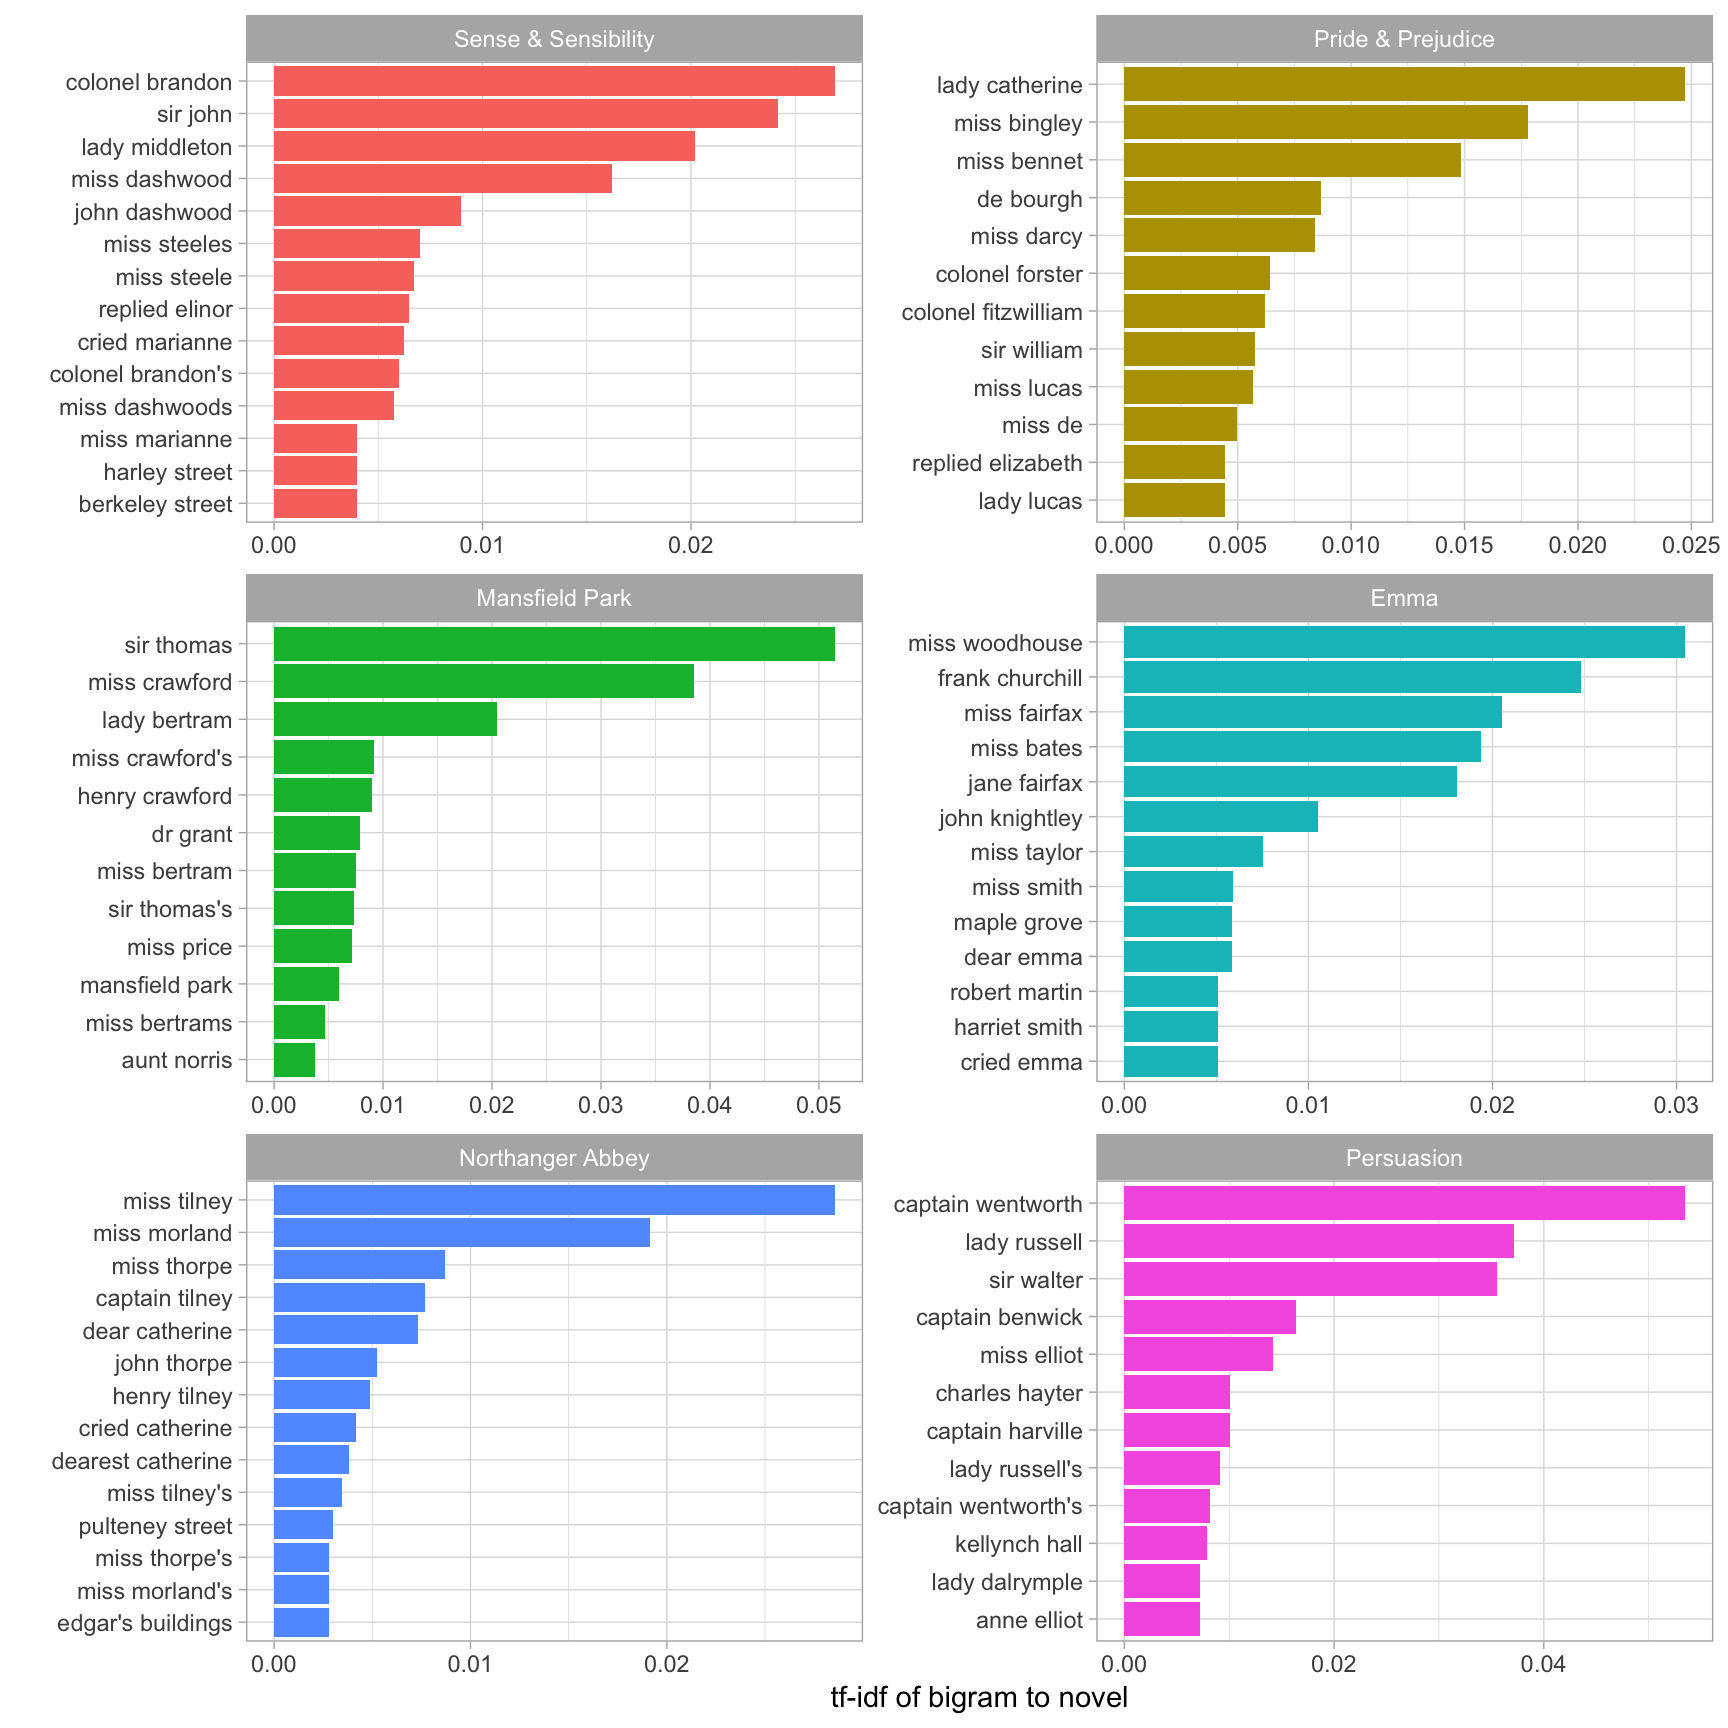 Sense & Sensibility
colonel brandon
sir john
lady middleton
miss dashwood
john dashwood
miss steeles
miss steele
replied elinor
cried marianne
colonel brandon's
miss dashwoods
miss marianne
harley street
berkeley street
0.00 0.01 0.02
Pride & Prejudice
lady catherine
miss bingley
miss bennet
de bourgh
miss darcy
colonel forster
colonel fitzwilliam
sir william
miss lucas
miss de
replied elizabeth
lady lucas
0.000 0.005 0.010 0.015 0.020 0.025
Mansfield Park
sir thomas
miss crawford
lady bertram
miss crawford's
henry crawford
dr grant
miss bertram
sir thomas's
miss price
mansfield park
miss bertrams
aunt norris
0.00 0.01 0.02 0.03 0.04 0.05
Emma
miss woodhouse
frank churchill
miss fairfax
miss bates
jane fairfax
john knightley
miss taylor
miss smith
maple grove
dear emma
robert martin
harriet smith
cried emma
0.00 0.01 0.02 0.03
Northanger Abbey
miss tilney
miss morland
miss thorpe
captain tilney
dear catherine
john thorpe
henry tilney
cried catherine
dearest catherine
miss tilney's
pulteney street
miss thorpe's
miss morland's
edgar's buildings
0.00 0.01 0.02
Persuasion
captain wentworth
lady russell
sir walter
captain benwick
miss elliot
charles hayter
captain harville
lady russell's
captain wentworth's
kellynch hall
lady dalrymple
anne elliot
0.00 0.02 0.04
tf-idf of bigram to novel